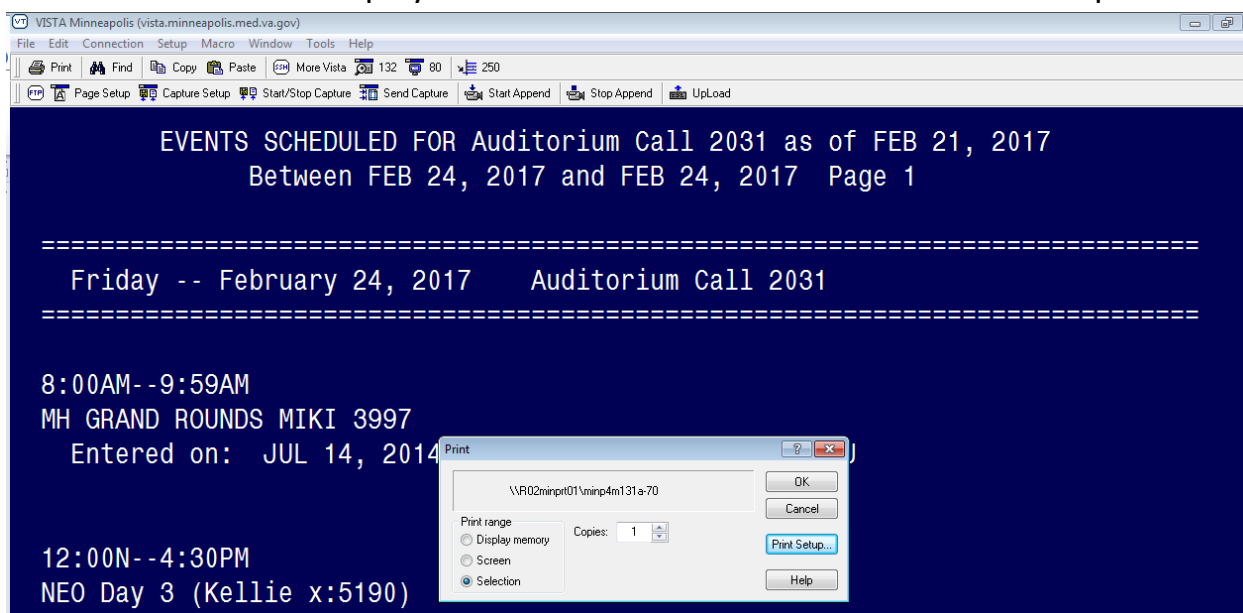 VISTA Minneapolis (vista.minneapolis.med.va.gov)
File Edit Connection Setup Macro Window Tools Help
Print Find Copy Paste SSH More Vista 132 80 250
FTP Page Setup Capture Setup Start/Stop Capture Send Capture Start Append Stop Append UpLoad
EVENTS SCHEDULED FOR Auditorium Call 2031 as of FEB 21, 2017
Between FEB 24, 2017 and FEB 24, 2017 Page 1
==============================================================================
Friday -- February 24, 2017 Auditorium Call 2031
==============================================================================
8:00AM--9:59AM
MH GRAND ROUNDS MIKI 3997
Entered on: JUL 14, 2014
Print
\\R02minprt01\minp4m131a-70
OK
Cancel
Print range
Copies: 1
Display memory
Print Setup...
Screen
Selection
Help
12:00N--4:30PM
NEO Day 3 (Kellie x:5190)